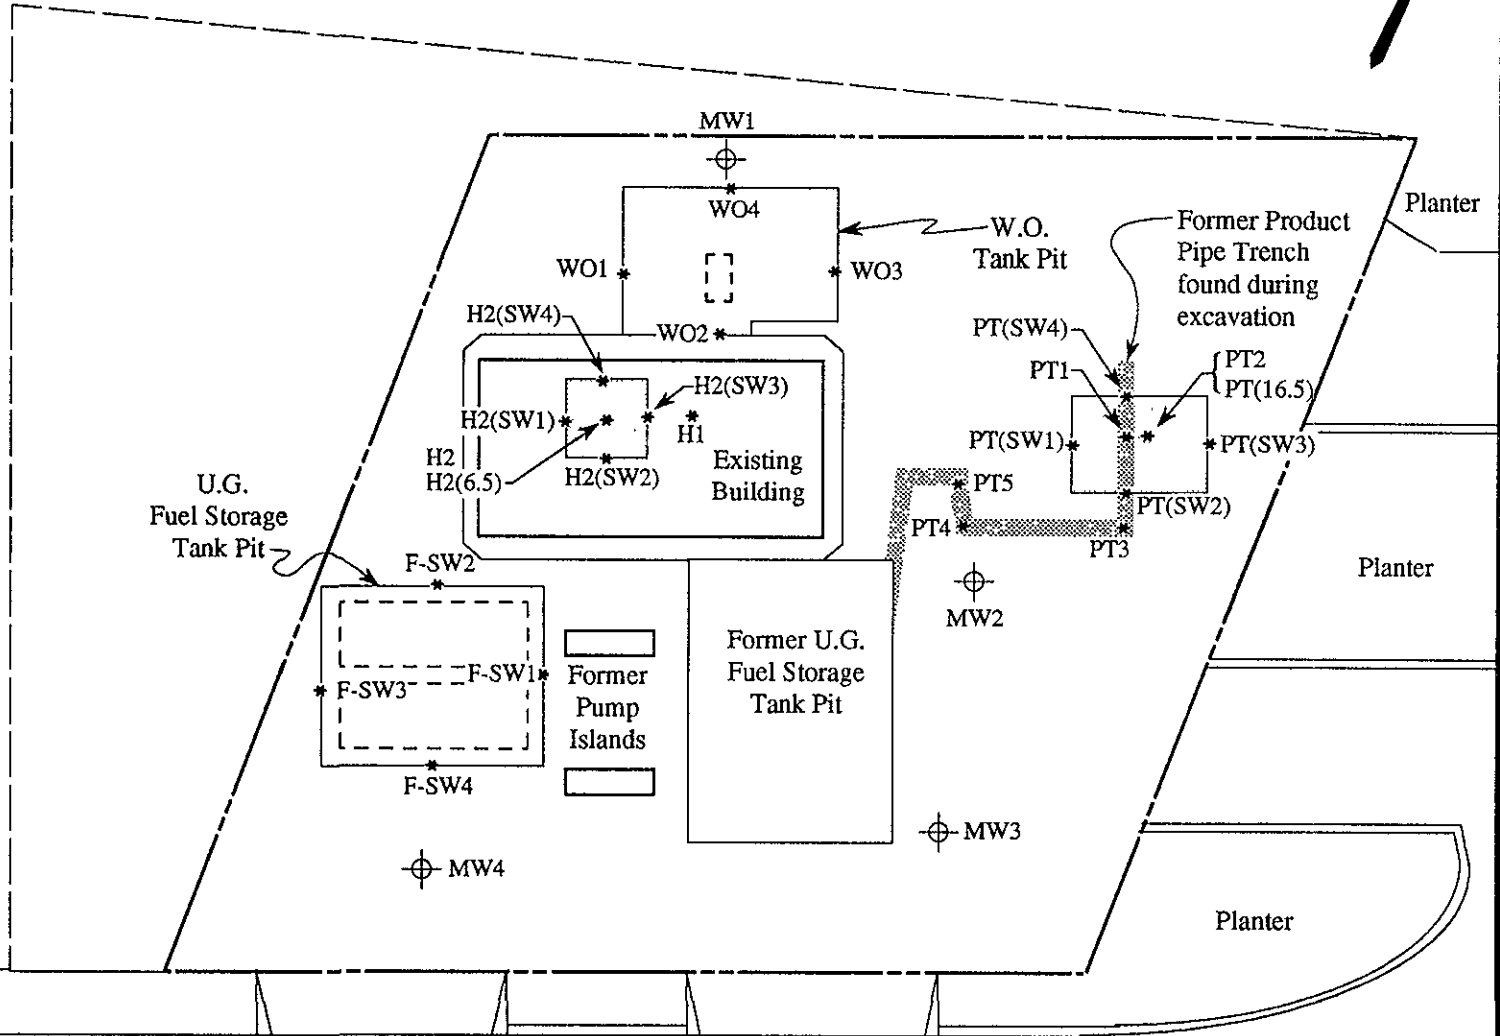 MW1
Planter
WO4
W.O.
Tank Pit
Former Product
Pipe Trench
found during
excavation
WO1
WO3
H2(SW4)
WO2
PT(SW4)
PT1
PT2
PT(16.5)
H2(SW3)
H2(SW1)
H1
PT(SW1)
PT(SW3)
H2
H2(6.5)
H2(SW2)
Existing
Building
U.G.
Fuel Storage
Tank Pit
PT5
PT(SW2)
PT4
PT3
F-SW2
Planter
MW2
Former U.G.
Fuel Storage
Tank Pit
F-SW1
F-SW3
Former
Pump
Islands
F-SW4
MW3
MW4
Planter